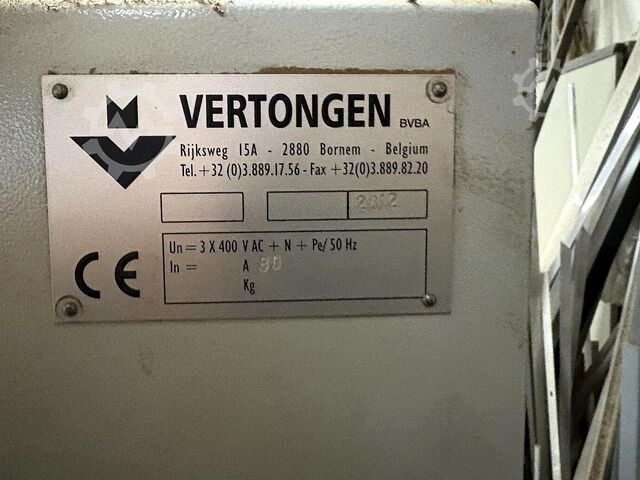 VERTONGEN BVBA
Rijksweg 15A - 2880 Bornem - Belgium
Tel. +32 (0)3.889.17.56 - Fax +32(0)3.889.82.20
2012
Un = 3 X 400 V AC + N + Pe/ 50 Hz
In = A 80
Kg
CE